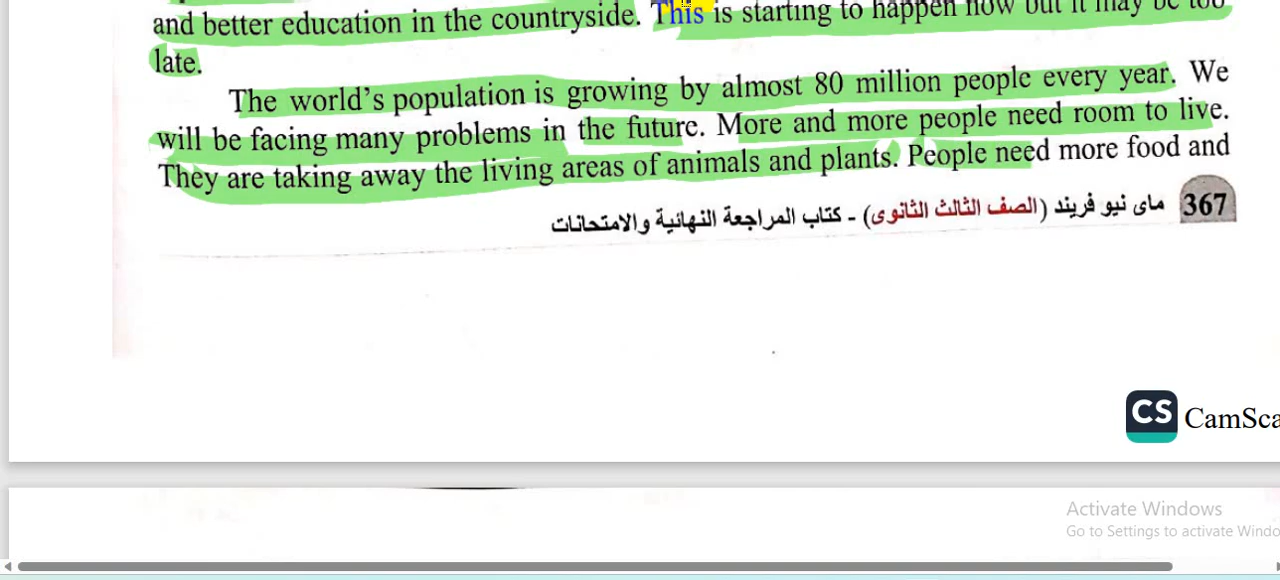 and better education in the countryside. This is starting to happen now but it may be too
late.
The world's population is growing by almost 80 million people every year. We
will be facing many problems in the future. More and more people need room to live.
They are taking away the living areas of animals and plants. People need more food and
367 ماى نيو فريند (الصف الثالث الثانوى) - كتاب المراجعة النهائية والامتحانات
CS CamSca
Activate Windows
Go to Settings to activate Windo